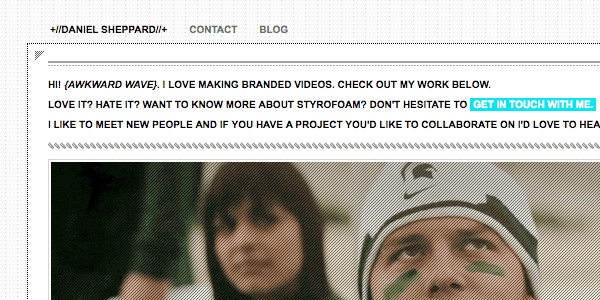 +//DANIEL SHEPPARD//+ CONTACT BLOG
HI! {AWKWARD WAVE}. I LOVE MAKING BRANDED VIDEOS. CHECK OUT MY WORK BELOW.
LOVE IT? HATE IT? WANT TO KNOW MORE ABOUT STYROFOAM? DON'T HESITATE TO GET IN TOUCH WITH ME.
I LIKE TO MEET NEW PEOPLE AND IF YOU HAVE A PROJECT YOU'D LIKE TO COLLABORATE ON I'D LOVE TO HEA